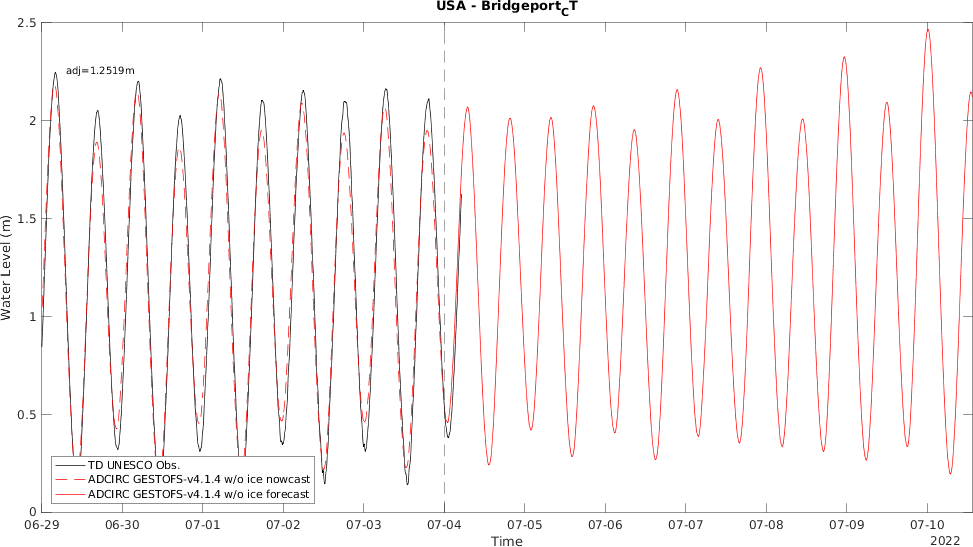 USA - Bridgeport_CT
adj=1.2519m
2.5
2
1.5
1
0.5
0
Water Level (m)
TD UNESCO Obs.
ADCIRC GESTOFS-v4.1.4 w/o ice nowcast
ADCIRC GESTOFS-v4.1.4 w/o ice forecast
06-29 06-30 07-01 07-02 07-03 07-04 07-05 07-06 07-07 07-08 07-09 07-10
Time
2022